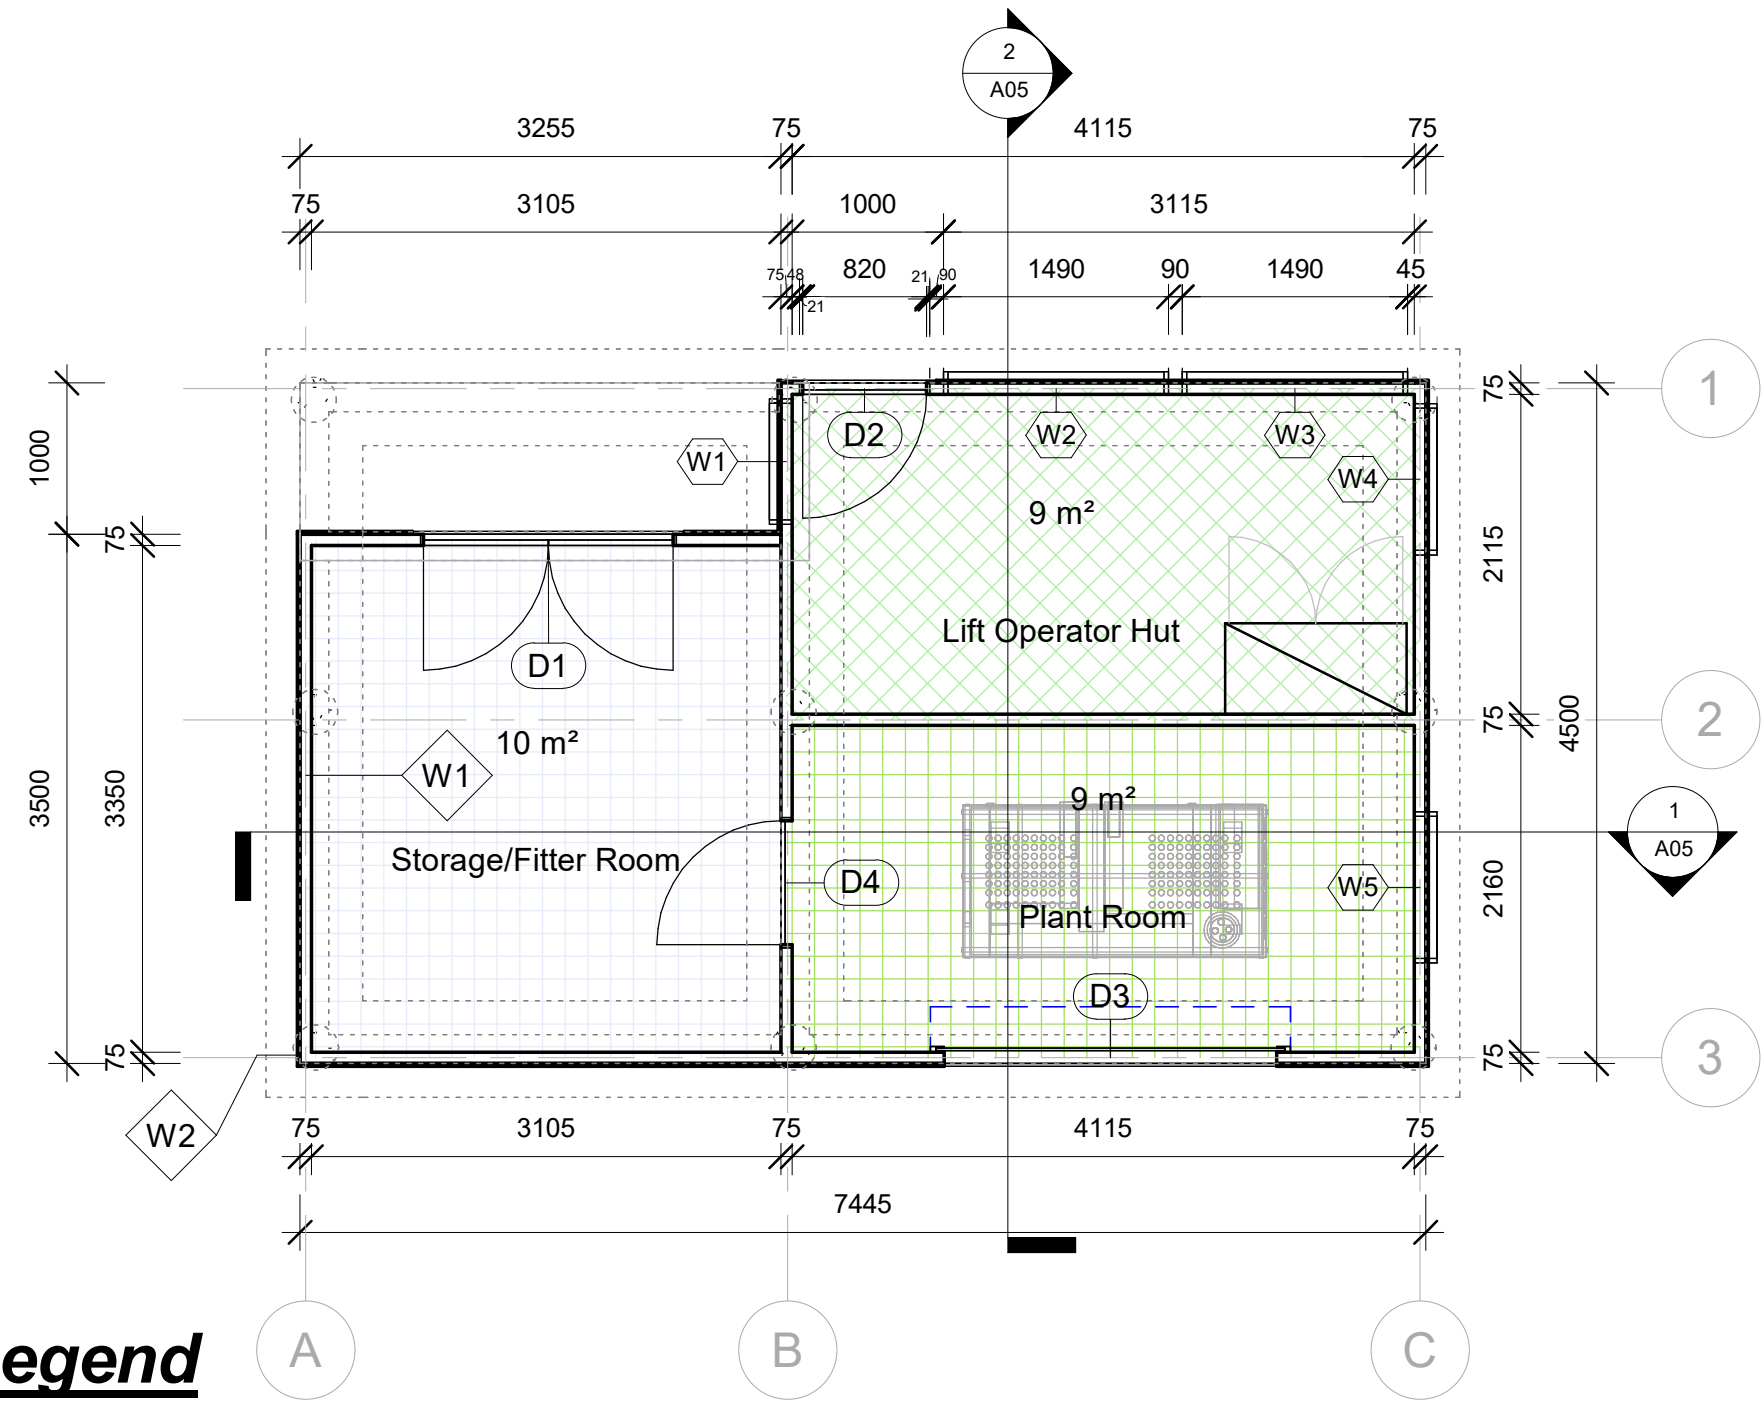 2
A05
3255 75 4115 75
75 3105 1000 3115
75 48 820 21 90 1490 90 1490 45
21
1
75
D2 W2 W3
W1
W4
1000
9 m²
75
2115
Lift Operator Hut
D1
75
2
4500
10 m²
W1
3500
3350
9 m²
1
A05
Storage/Fitter Room
D4
W5
2160
Plant Room
D3
75
75
3
W2
75 3105 75 4115 75
7445
egend
A B C